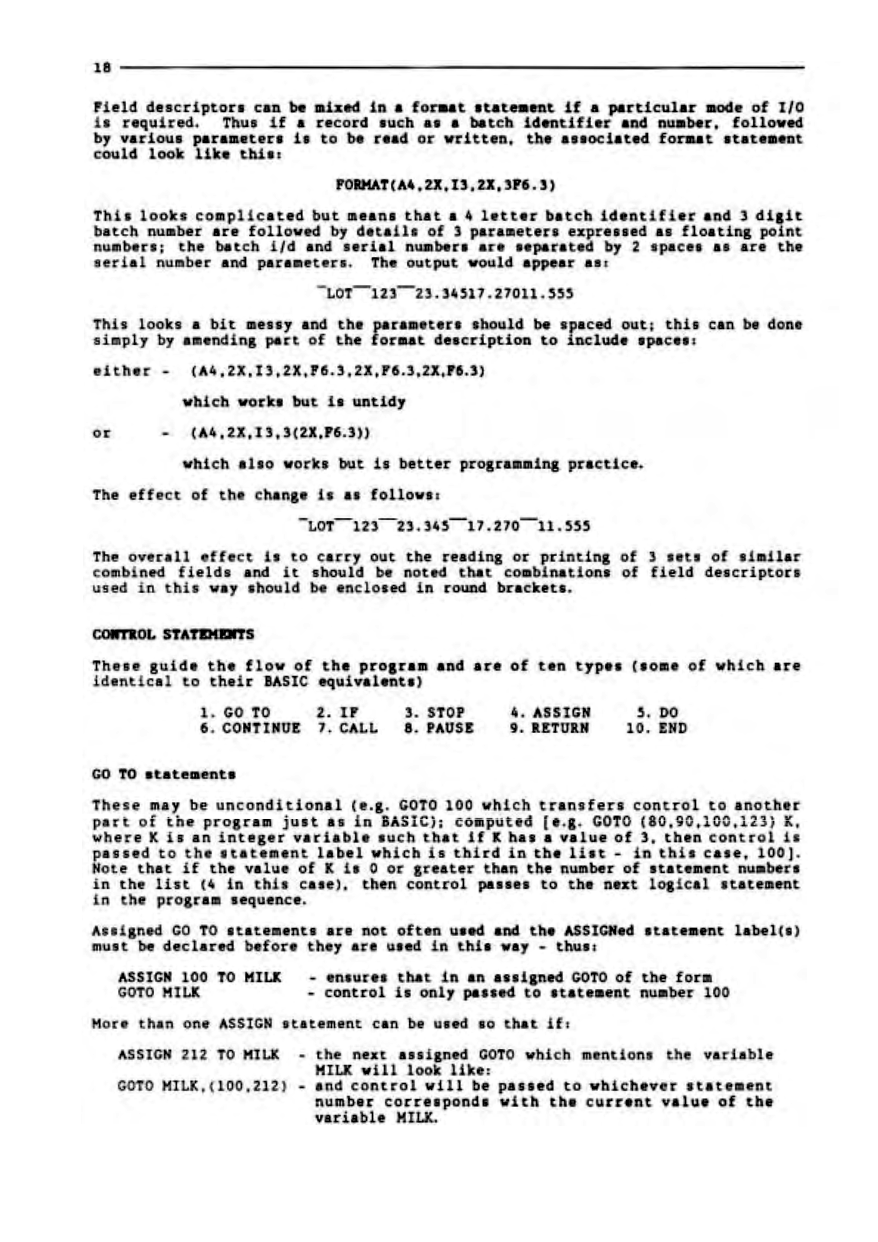 18
Field descriptors can be mixed in a format statement if a particular mode of I/O
is required. Thus if a record such as a batch identifier and number, followed
by various parameters is to be read or written, the associated format statement
could look like this:
FORMAT(A4,2X,I3,2X,3F6.3)
This looks complicated but means that a 4 letter batch identifier and 3 digit
batch number are followed by details of 3 parameters expressed as floating point
numbers; the batch i/d and serial numbers are separated by 2 spaces as are the
serial number and parameters. The output would appear as:
‾LOT‾‾123‾‾23.34517.27011.555
This looks a bit messy and the parameters should be spaced out; this can be done
simply by amending part of the format description to include spaces:
either - (A4,2X,I3,2X,F6.3,2X,F6.3,2X,F6.3)
which works but is untidy
or - (A4,2X,I3,3(2X,F6.3))
which also works but is better programming practice.
The effect of the change is as follows:
‾LOT‾‾123‾‾23.345‾‾17.270‾‾11.555
The overall effect is to carry out the reading or printing of 3 sets of similar
combined fields and it should be noted that combinations of field descriptors
used in this way should be enclosed in round brackets.
CONTROL STATEMENTS
These guide the flow of the program and are of ten types (some of which are
identical to their BASIC equivalents)
1. GO TO 2. IF 3. STOP 4. ASSIGN 5. DO
6. CONTINUE 7. CALL 8. PAUSE 9. RETURN 10. END
GO TO statements
These may be unconditional (e.g. GOTO 100 which transfers control to another
part of the program just as in BASIC); computed [e.g. GOTO (80,90,100,123) K,
where K is an integer variable such that if K has a value of 3, then control is
passed to the statement label which is third in the list - in this case, 100].
Note that if the value of K is 0 or greater than the number of statement numbers
in the list (4 in this case), then control passes to the next logical statement
in the program sequence.
Assigned GO TO statements are not often used and the ASSIGNed statement label(s)
must be declared before they are used in this way - thus:
ASSIGN 100 TO MILK - ensures that in an assigned GOTO of the form
GOTO MILK - control is only passed to statement number 100
More than one ASSIGN statement can be used so that if:
ASSIGN 212 TO MILK - the next assigned GOTO which mentions the variable
MILK will look like:
GOTO MILK,(100,212) - and control will be passed to whichever statement
number corresponds with the current value of the
variable MILK.